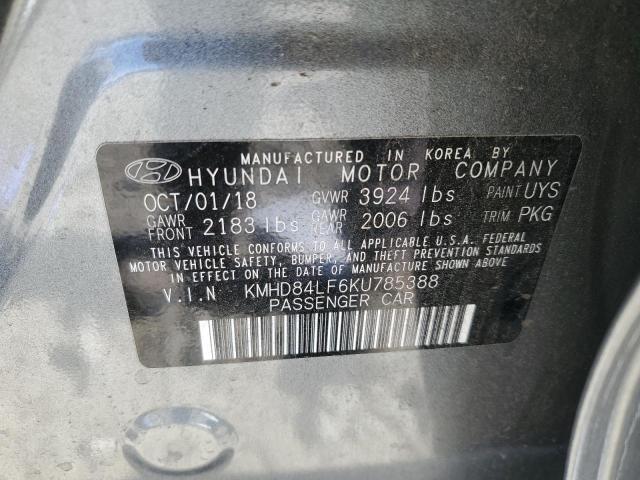 MANUFACTURED IN KOREA BY
HYUNDAI MOTOR COMPANY
OCT/01/18 GVWR 3924 lbs PAINT UYS
GAWR FRONT 2183 lbs GAWR REAR 2006 lbs TRIM PKG
THIS VEHICLE CONFORMS TO ALL APPLICABLE U.S.A. FEDERAL
MOTOR VEHICLE SAFETY, BUMPER, AND THEFT PREVENTION STANDARDS
IN EFFECT ON THE DATE OF MANUFACTURE SHOWN ABOVE.
V.I.N KMHD84LF6KU785388
PASSENGER CAR